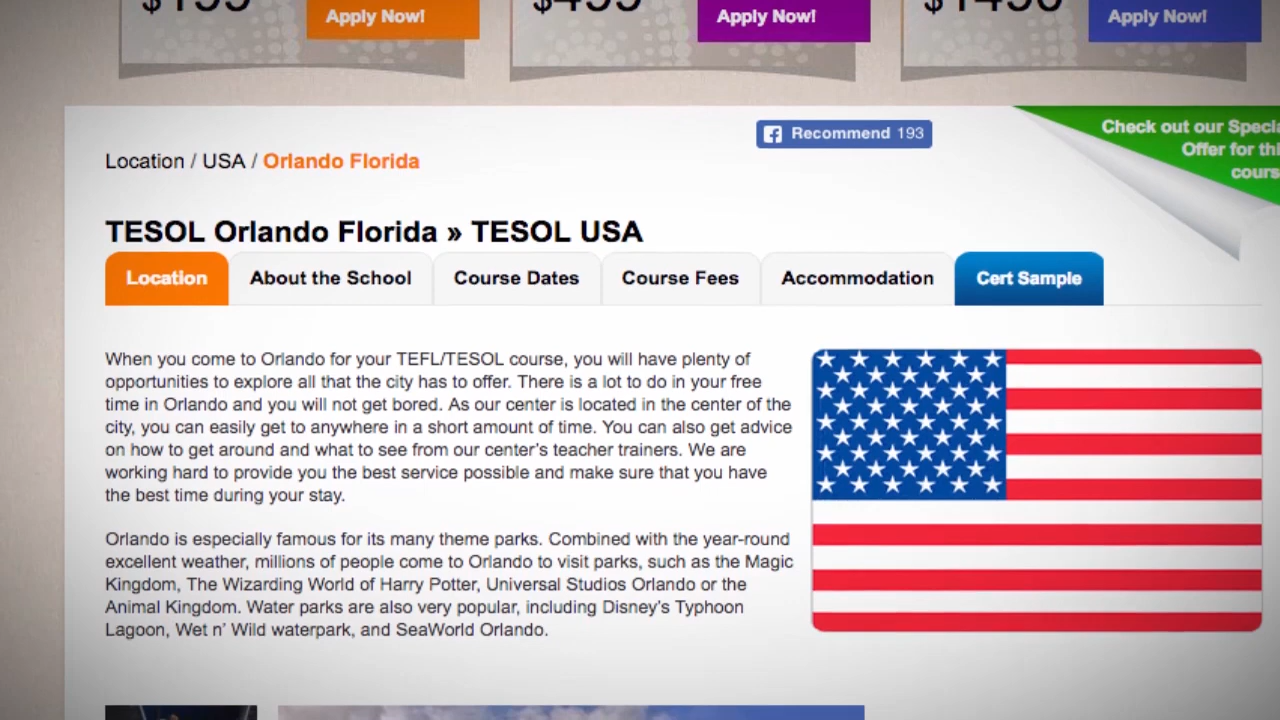 Apply Now!
Apply Now!
Apply Now!
Recommend 193
Check out our
Offer for
Location / USA / Orlando Florida
TESOL Orlando Florida » TESOL USA
Location
About the School
Course Dates
Course Fees
Accommodation
Cert Sample
When you come to Orlando for your TEFL/TESOL course, you will have plenty of
opportunities to explore all that the city has to offer. There is a lot to do in your free
time in Orlando and you will not get bored. As our center is located in the center of the
city, you can easily get to anywhere in a short amount of time. You can also get advice
on how to get around and what to see from our center's teacher trainers. We are
working hard to provide you the best service possible and make sure that you have
the best time during your stay.
Orlando is especially famous for its many theme parks. Combined with the year-round
excellent weather, millions of people come to Orlando to visit parks, such as the Magic
Kingdom, The Wizarding World of Harry Potter, Universal Studios Orlando or the
Animal Kingdom. Water parks are also very popular, including Disney's Typhoon
Lagoon, Wet n' Wild waterpark, and SeaWorld Orlando.